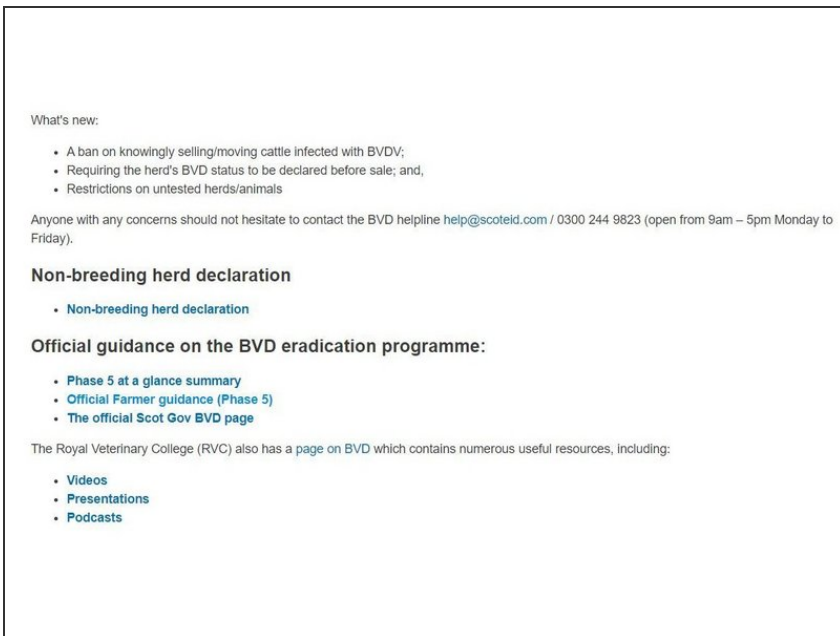 What's new:
A ban on knowingly selling/moving cattle infected with BVDV;
Requiring the herd's BVD status to be declared before sale; and,
Restrictions on untested herds/animals
Anyone with any concerns should not hesitate to contact the BVD helpline help@scoteid.com / 0300 244 9823 (open from 9am – 5pm Monday to
Friday).
Non-breeding herd declaration
Non-breeding herd declaration
Official guidance on the BVD eradication programme:
Phase 5 at a glance summary
Official Farmer guidance (Phase 5)
The official Scot Gov BVD page
The Royal Veterinary College (RVC) also has a page on BVD which contains numerous useful resources, including:
Videos
Presentations
Podcasts